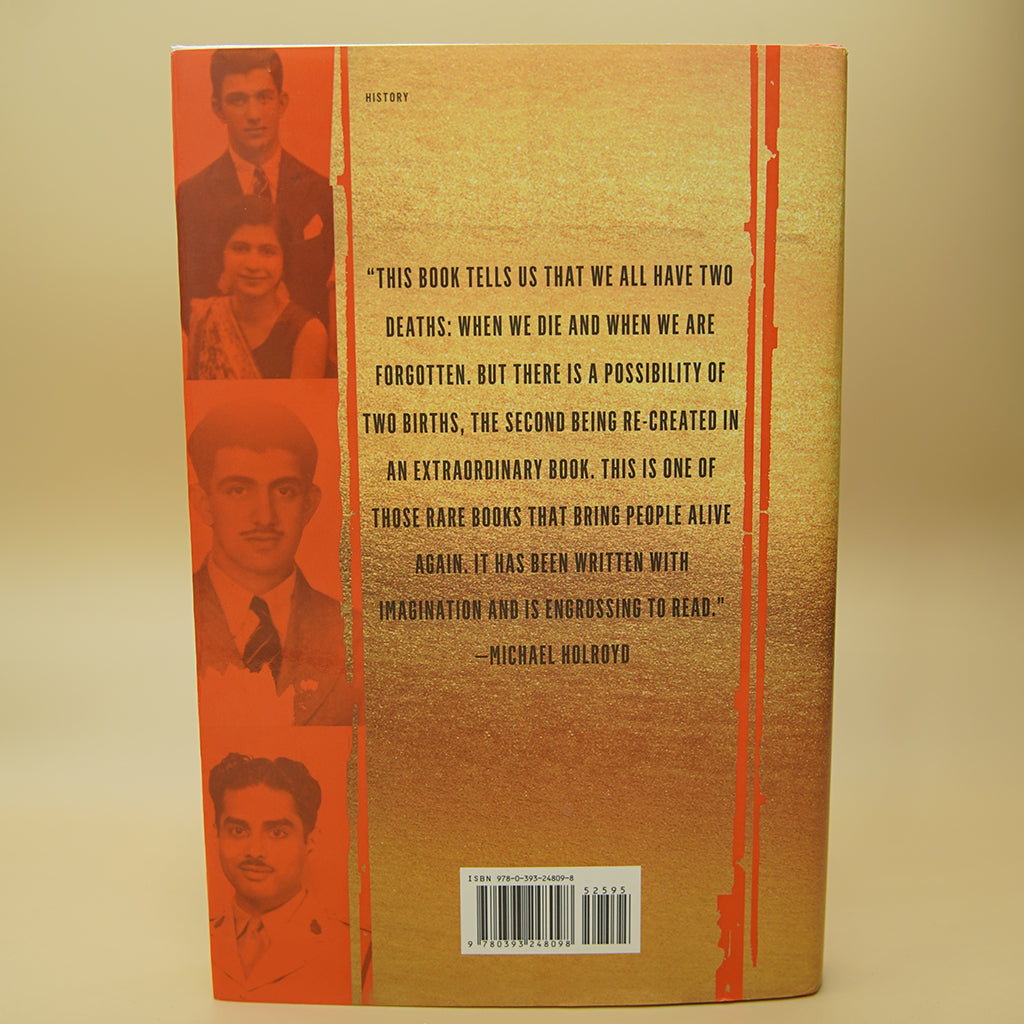 HISTORY
“THIS BOOK TELLS US THAT WE ALL HAVE TWO
DEATHS: WHEN WE DIE AND WHEN WE ARE
FORGOTTEN. BUT THERE IS A POSSIBILITY OF
TWO BIRTHS, THE SECOND BEING RE-CREATED IN
AN EXTRAORDINARY BOOK. THIS IS ONE OF
THOSE RARE BOOKS THAT BRING PEOPLE ALIVE
AGAIN. IT HAS BEEN WRITTEN WITH
IMAGINATION AND IS ENGROSSING TO READ.”
—MICHAEL HOLROYD
ISBN 978-0-393-24809-8
52595
9 780393 248098